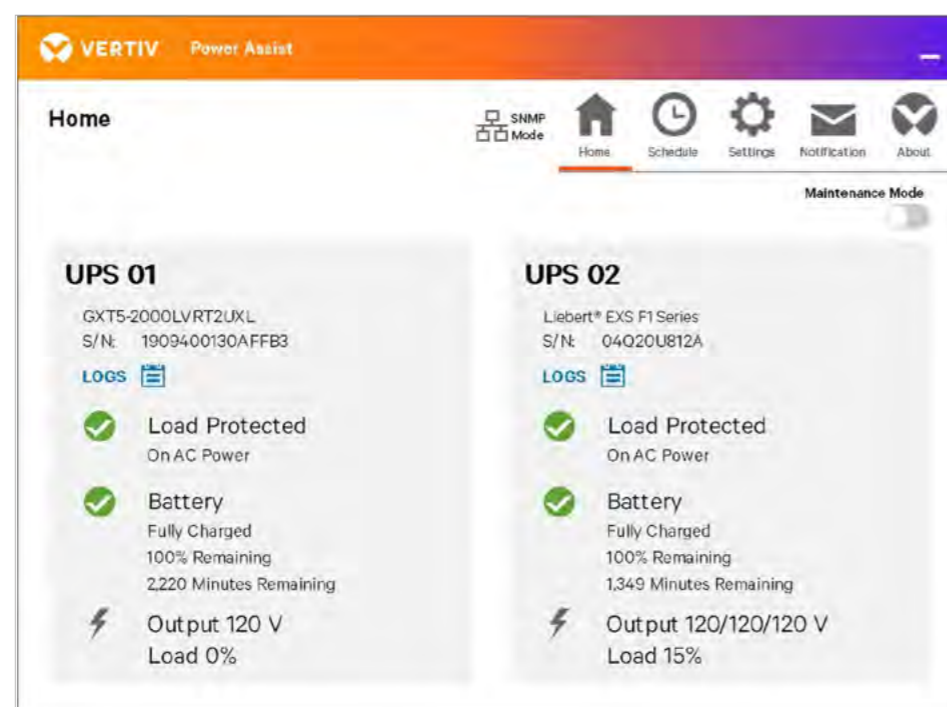 VERTIV Power Assist
Home
SNMP
Mode
Home Schedule Settings Notification About
Maintenance Mode
UPS 01
GXT5-2000LVRT2UXL
S/N: 1909400130AFFB3
LOGS
Load Protected
On AC Power
Battery
Fully Charged
100% Remaining
2,220 Minutes Remaining
Output 120 V
Load 0%
UPS 02
Liebert® EXS F1 Series
S/N: 04Q20U812A
LOGS
Load Protected
On AC Power
Battery
Fully Charged
100% Remaining
1,349 Minutes Remaining
Output 120/120/120 V
Load 15%